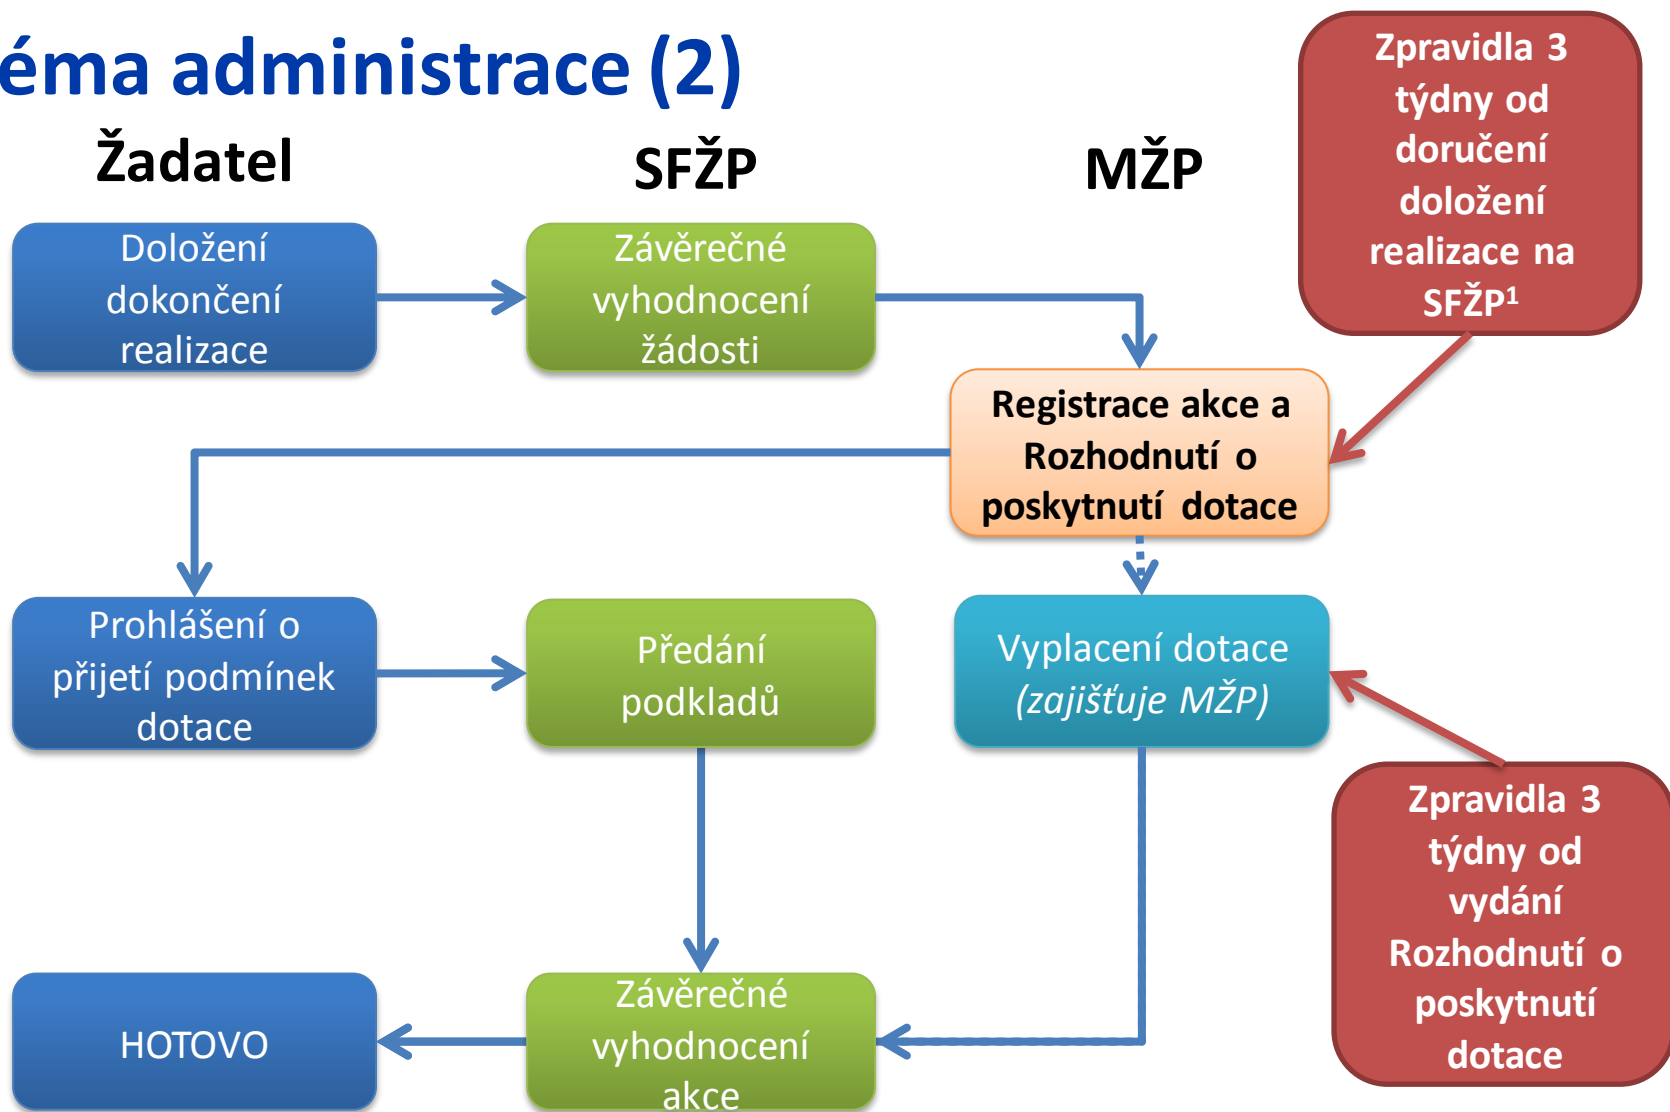 éma administrace (2)
Žadatel
SFŽP
MŽP
Zpravidla 3
týdny od
doručení
doložení
realizace na
SFŽP¹
Doložení
dokončení
realizace
Závěrečné
vyhodnocení
žádosti
Registrace akce a
Rozhodnutí o
poskytnutí dotace
Prohlášení o
přijetí podmínek
dotace
Předání
podkladů
Vyplacení dotace
(zajišťuje MŽP)
Zpravidla 3
týdny od
vydání
Rozhodnutí o
poskytnutí
dotace
HOTOVO
Závěrečné
vyhodnocení
akce